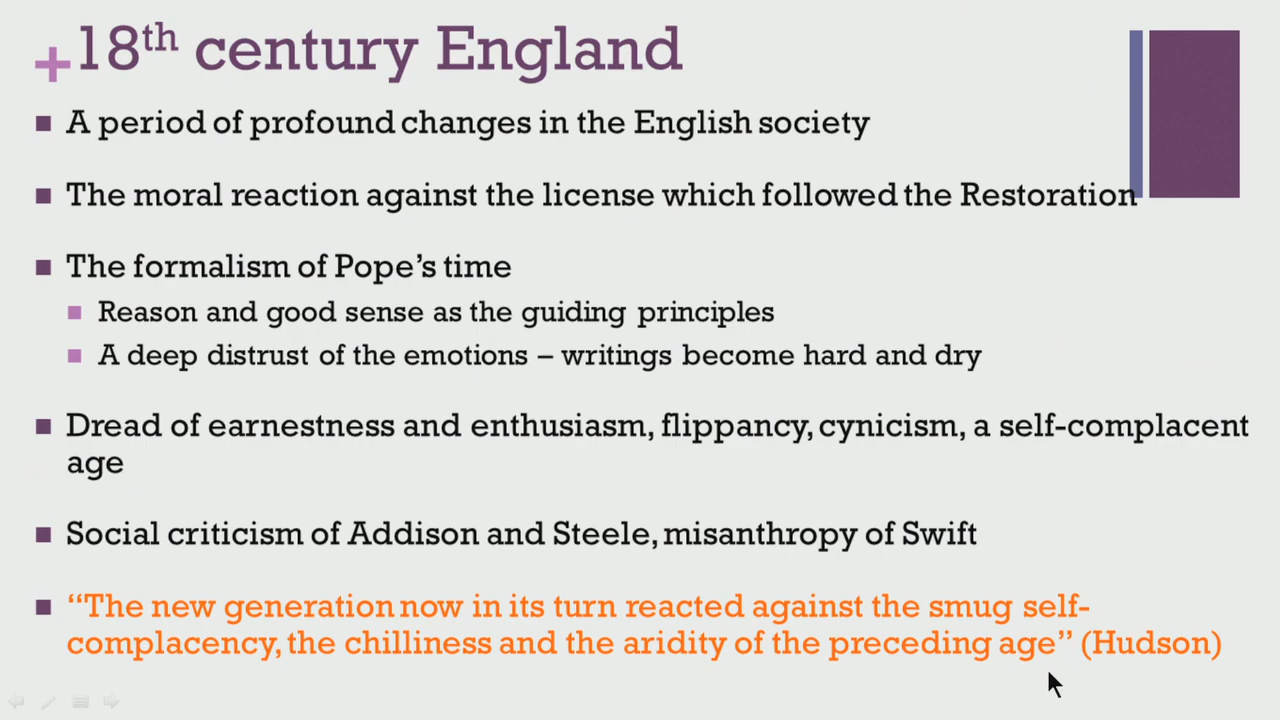 +18th century England
A period of profound changes in the English society
The moral reaction against the license which followed the Restoration
The formalism of Pope’s time
Reason and good sense as the guiding principles
A deep distrust of the emotions – writings become hard and dry
Dread of earnestness and enthusiasm, flippancy, cynicism, a self-complacent
age
Social criticism of Addison and Steele, misanthropy of Swift
“The new generation now in its turn reacted against the smug self-
complacency, the chilliness and the aridity of the preceding age” (Hudson)